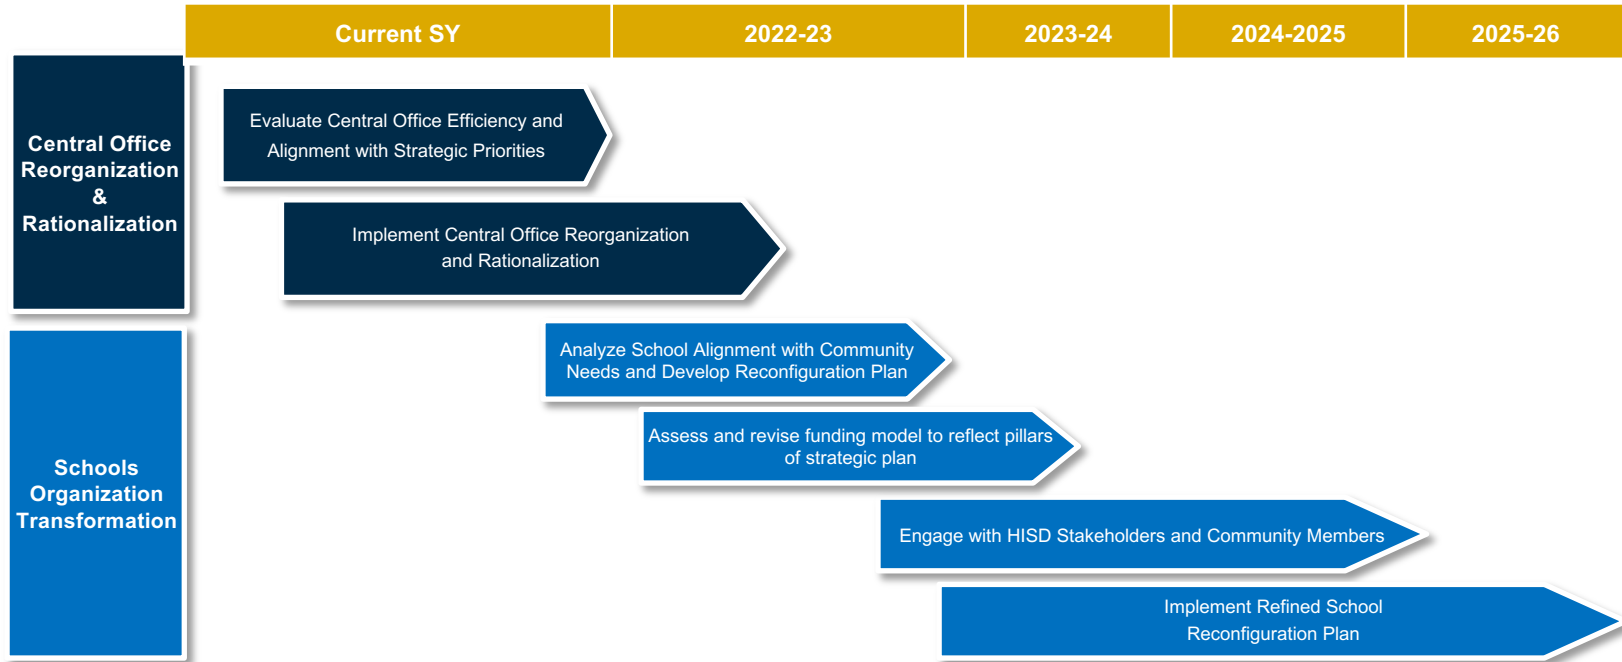 Current SY
2022-23
2023-24
2024-2025
2025-26
Central Office
Reorganization
&
Rationalization
Evaluate Central Office Efficiency and
Alignment with Strategic Priorities
Implement Central Office Reorganization
and Rationalization
Schools
Organization
Transformation
Analyze School Alignment with Community
Needs and Develop Reconfiguration Plan
Assess and revise funding model to reflect pillars
of strategic plan
Engage with HISD Stakeholders and Community Members
Implement Refined School
Reconfiguration Plan